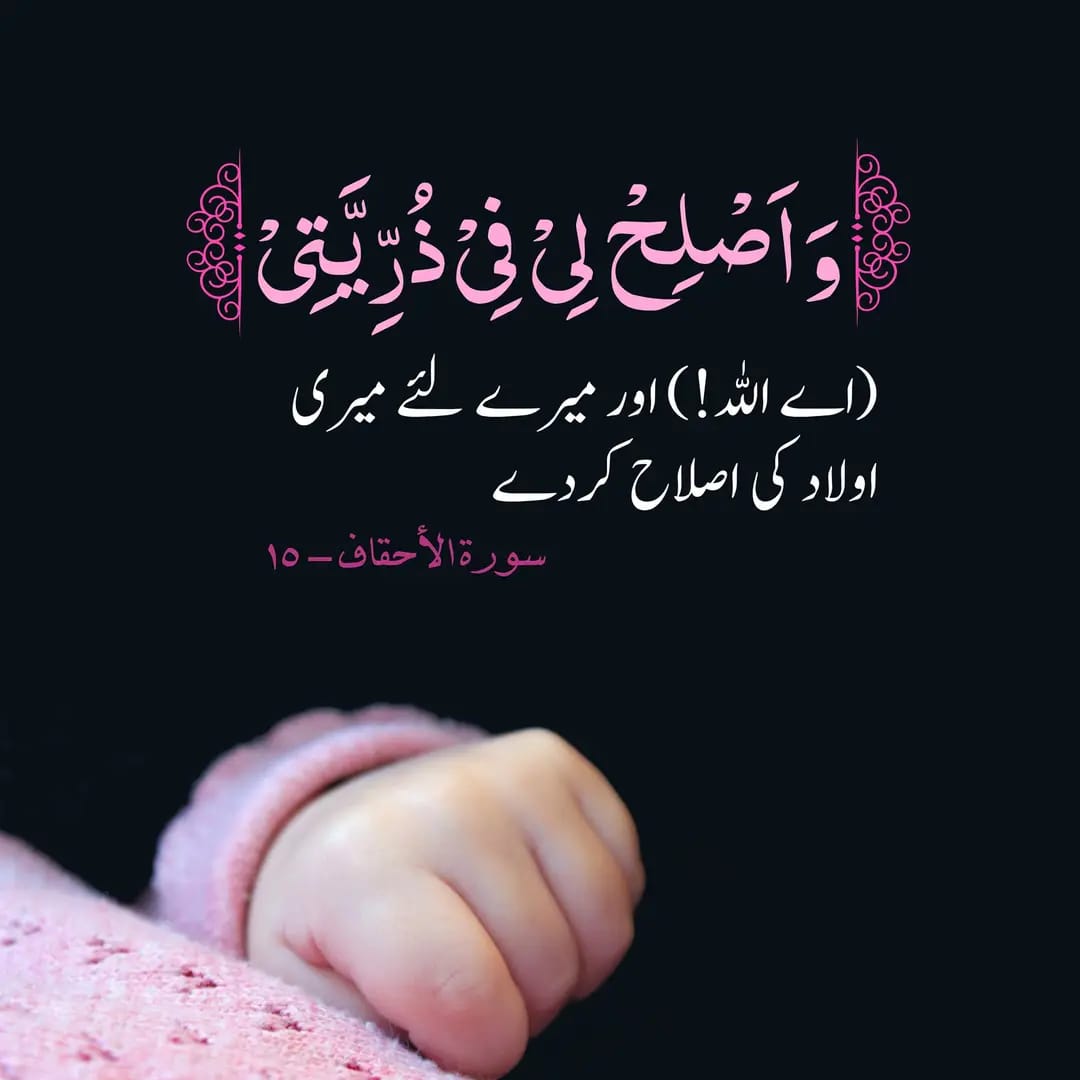 وَاَصْلِحْ لِیْ فِیْ ذُرِّیَّتِیْ
(اے اللہ!) اور میرے لئے میری
اولاد کی اصلاح کردے
سورة الأحقاف – ١٥